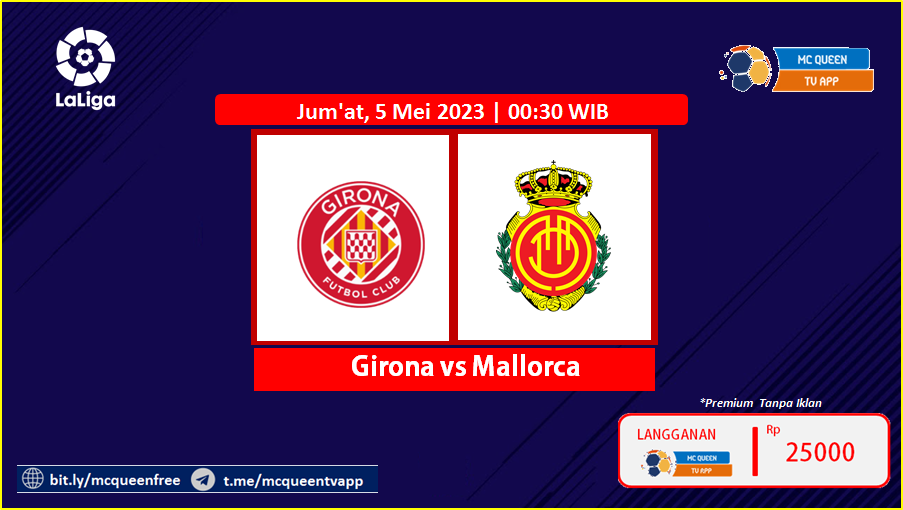 LaLiga
MC QUEEN
TV APP
Jum'at, 5 Mei 2023 | 00:30 WIB
GIRONA
FUTBOL CLUB
Girona vs Mallorca
*Premium Tanpa Iklan
LANGGANAN
MC QUEEN
TV APP
Rp
25000
bit.ly/mcqueenfree
t.me/mcqueentvapp